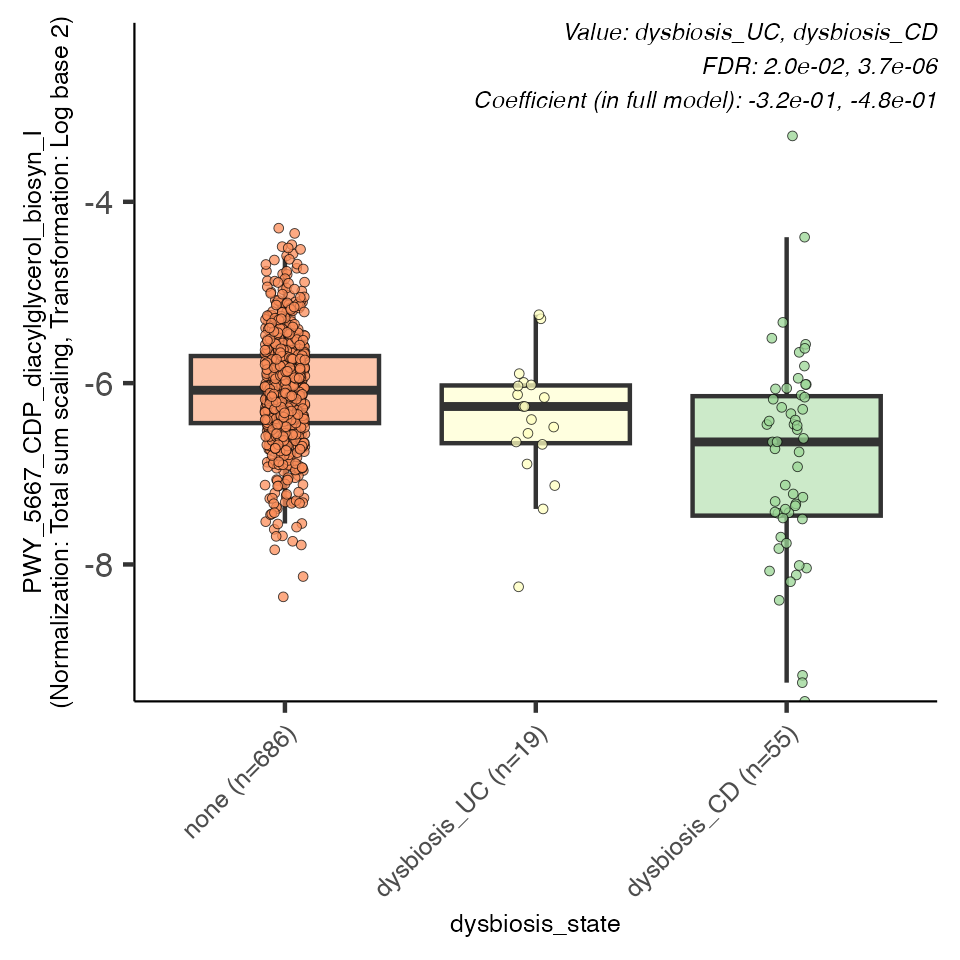 Value: dysbiosis_UC, dysbiosis_CD
FDR: 2.0e-02, 3.7e-06
Coefficient (in full model): -3.2e-01, -4.8e-01
PWY_5667_CDP_diacylglycerol_biosyn_I
(Normalization: Total sum scaling, Transformation: Log base 2)
-4
-6
-8
none (n=686)
dysbiosis_UC (n=19)
dysbiosis_CD (n=55)
dysbiosis_state